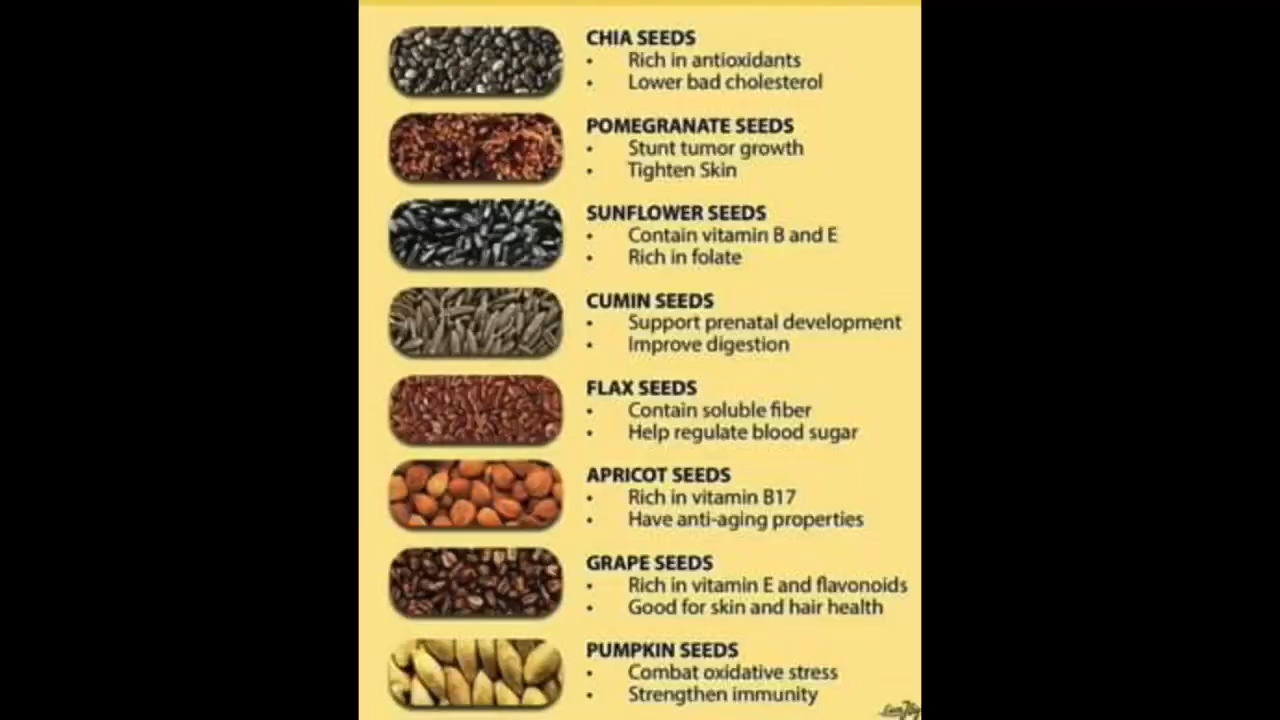 CHIA SEEDS
• Rich in antioxidants
• Lower bad cholesterol
POMEGRANATE SEEDS
• Stunt tumor growth
• Tighten Skin
SUNFLOWER SEEDS
• Contain vitamin B and E
• Rich in folate
CUMIN SEEDS
• Support prenatal development
• Improve digestion
FLAX SEEDS
• Contain soluble fiber
• Help regulate blood sugar
APRICOT SEEDS
• Rich in vitamin B17
• Have anti-aging properties
GRAPE SEEDS
• Rich in vitamin E and flavonoids
• Good for skin and hair health
PUMPKIN SEEDS
• Combat oxidative stress
• Strengthen immunity